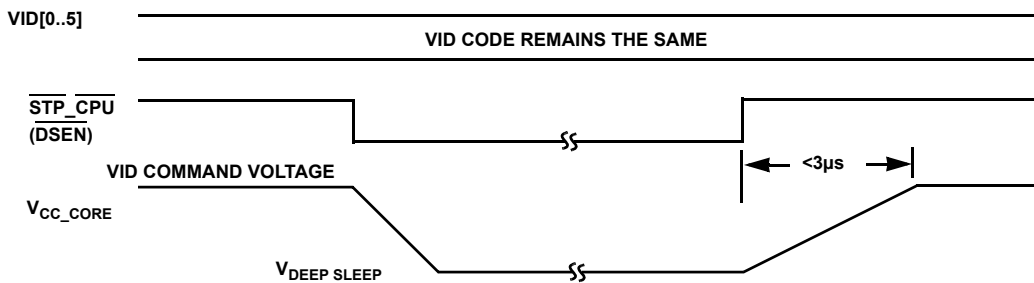 VID[0..5]
VID CODE REMAINS THE SAME
STP_CPU
(DSEN)
<3µs
VID COMMAND VOLTAGE
VCC_CORE
VDEEP SLEEP